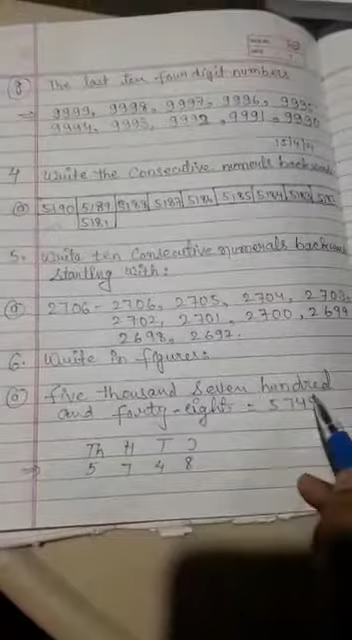 3 The last ten four digit numbers
⇒ 9999, 9998, 9997, 9996, 9995
9994, 9993, 9992, 9991, 9990
4 Write the Consecutive numerals backward
(a) 5190 5189 5188 5187 5186 5185 5184 5183 518
5181
5. Write ten Consecutive numerals backward
starting with:
(a) 2706 - 2706, 2705, 2704, 2703,
2702, 2701, 2700, 2699
2698, 2697.
6. Write in figures:
(a) Five thousand seven hundred
and fourty-eight = 5748
Th H T O
⇒ 5 7 4 8